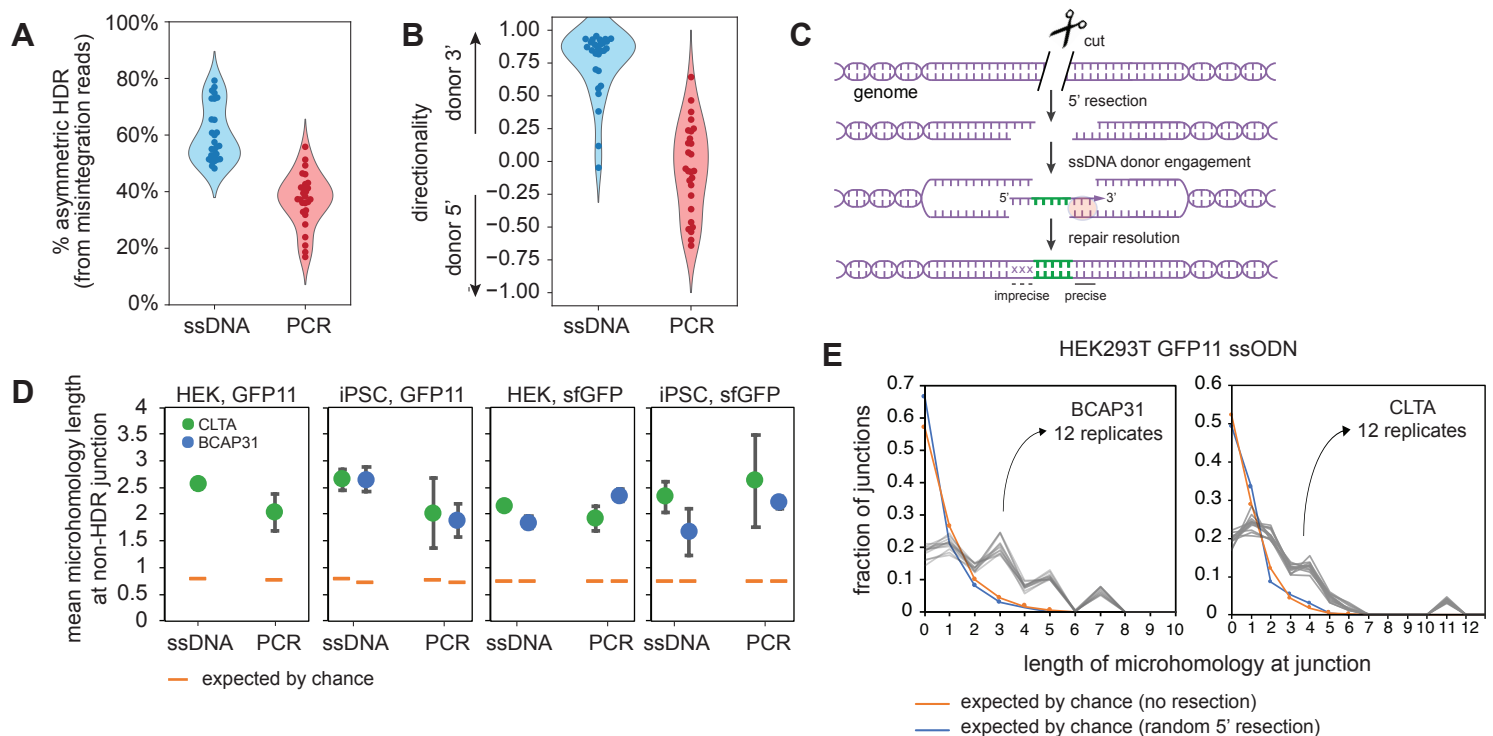 A
% asymmetric HDR
(from misintegration reads)
100%
80%
60%
40%
20%
0%
ssDNA
PCR
B
directionality
donor 3'
donor 5'
1.00
0.75
0.50
0.25
0.00
−0.25
−0.50
−0.75
−1.00
ssDNA
PCR
C
cut
genome
5' resection
ssDNA donor engagement
5'
3'
repair resolution
xxx
imprecise
precise
D
mean microhomology length
at non-HDR junction
HEK, GFP11
iPSC, GFP11
HEK, sfGFP
iPSC, sfGFP
4
3.5
3
2.5
2
1.5
1
0.5
0
CLTA
BCAP31
ssDNA
PCR
ssDNA
PCR
ssDNA
PCR
ssDNA
PCR
expected by chance
E
HEK293T GFP11 ssODN
fraction of junctions
0.7
0.6
0.5
0.4
0.3
0.2
0.1
0
BCAP31
12 replicates
0 1 2 3 4 5 6 7 8 9 10
0.6
0.5
0.4
0.3
0.2
0.1
0
CLTA
12 replicates
0 1 2 3 4 5 6 7 8 9 10 11 12
length of microhomology at junction
expected by chance (no resection)
expected by chance (random 5' resection)